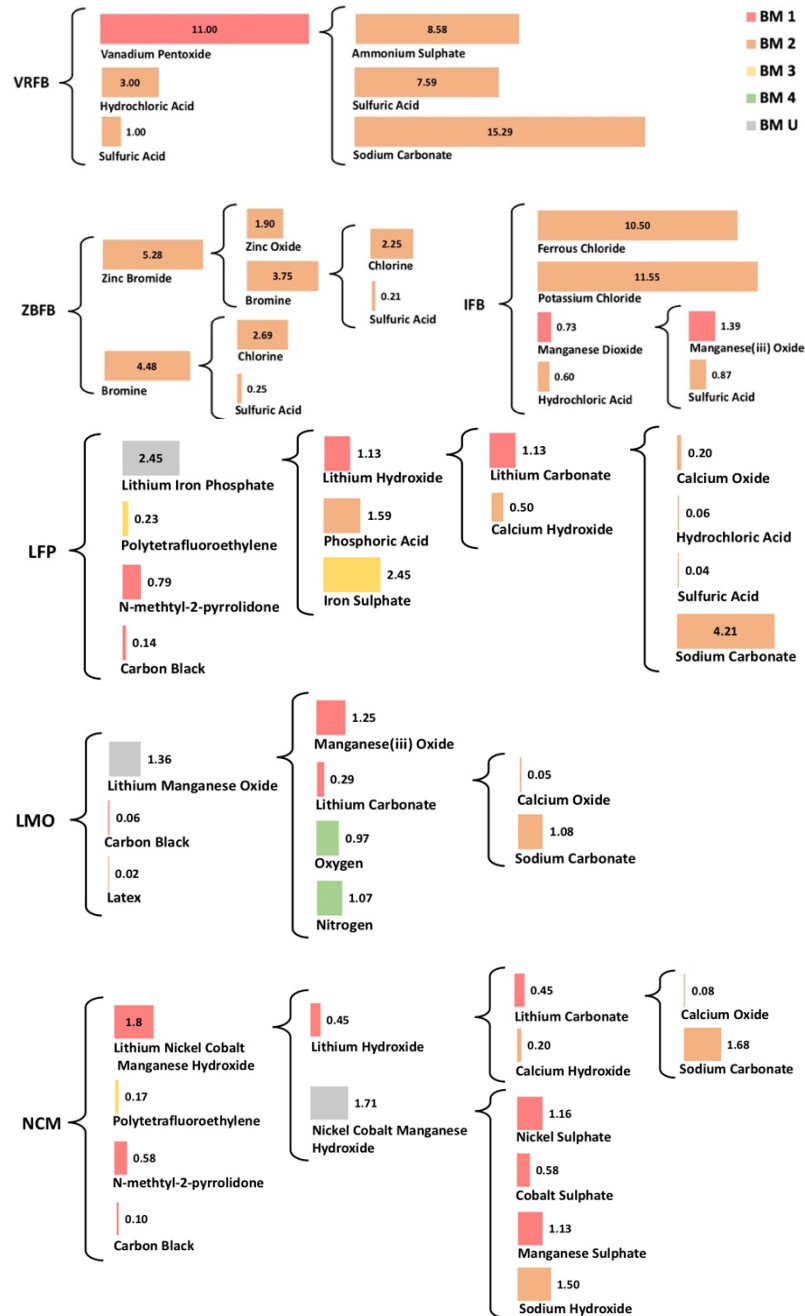 BM 1
BM 2
BM 3
BM 4
BM U
VRFB
11.00
Vanadium Pentoxide
3.00
Hydrochloric Acid
1.00
Sulfuric Acid
8.58
Ammonium Sulphate
7.59
Sulfuric Acid
15.29
Sodium Carbonate
ZBFB
5.28
Zinc Bromide
4.48
Bromine
1.90
Zinc Oxide
3.75
Bromine
2.25
Chlorine
0.21
Sulfuric Acid
2.69
Chlorine
0.25
Sulfuric Acid
IFB
10.50
Ferrous Chloride
11.55
Potassium Chloride
0.73
Manganese Dioxide
0.60
Hydrochloric Acid
1.39
Manganese(iii) Oxide
0.87
Sulfuric Acid
LFP
2.45
Lithium Iron Phosphate
0.23
Polytetrafluoroethylene
0.79
N-methtyl-2-pyrrolidone
0.14
Carbon Black
1.13
Lithium Hydroxide
1.59
Phosphoric Acid
2.45
Iron Sulphate
1.13
Lithium Carbonate
0.50
Calcium Hydroxide
0.20
Calcium Oxide
0.06
Hydrochloric Acid
0.04
Sulfuric Acid
4.21
Sodium Carbonate
LMO
1.36
Lithium Manganese Oxide
0.06
Carbon Black
0.02
Latex
1.25
Manganese(iii) Oxide
0.29
Lithium Carbonate
0.97
Oxygen
1.07
Nitrogen
0.05
Calcium Oxide
1.08
Sodium Carbonate
NCM
1.8
Lithium Nickel Cobalt
Manganese Hydroxide
0.17
Polytetrafluoroethylene
0.58
N-methtyl-2-pyrrolidone
0.10
Carbon Black
0.45
Lithium Hydroxide
1.71
Nickel Cobalt Manganese
Hydroxide
0.45
Lithium Carbonate
0.20
Calcium Hydroxide
0.08
Calcium Oxide
1.68
Sodium Carbonate
1.16
Nickel Sulphate
0.58
Cobalt Sulphate
1.13
Manganese Sulphate
1.50
Sodium Hydroxide